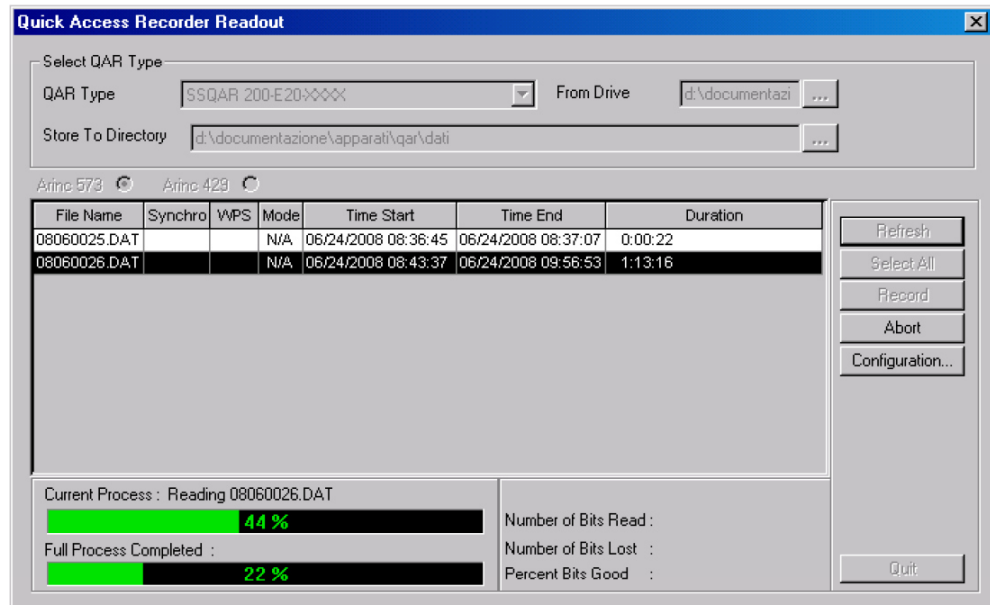 Quick Access Recorder Readout
Select QAR Type
QAR Type SSQAR 200-E20-XXXX From Drive d:\documentazi ...
Store To Directory d:\documentazione\apparati\qar\dati ...
Arinc 573 Arinc 429
File Name Synchro WPS Mode Time Start Time End Duration
08060025.DAT N/A 06/24/2008 08:36:45 06/24/2008 08:37:07 0:00:22
08060026.DAT N/A 06/24/2008 08:43:37 06/24/2008 09:56:53 1:13:16
Refresh
Select All
Record
Abort
Configuration...
Current Process : Reading 08060026.DAT
44 %
Full Process Completed :
22 %
Number of Bits Read :
Number of Bits Lost :
Percent Bits Good :
Quit